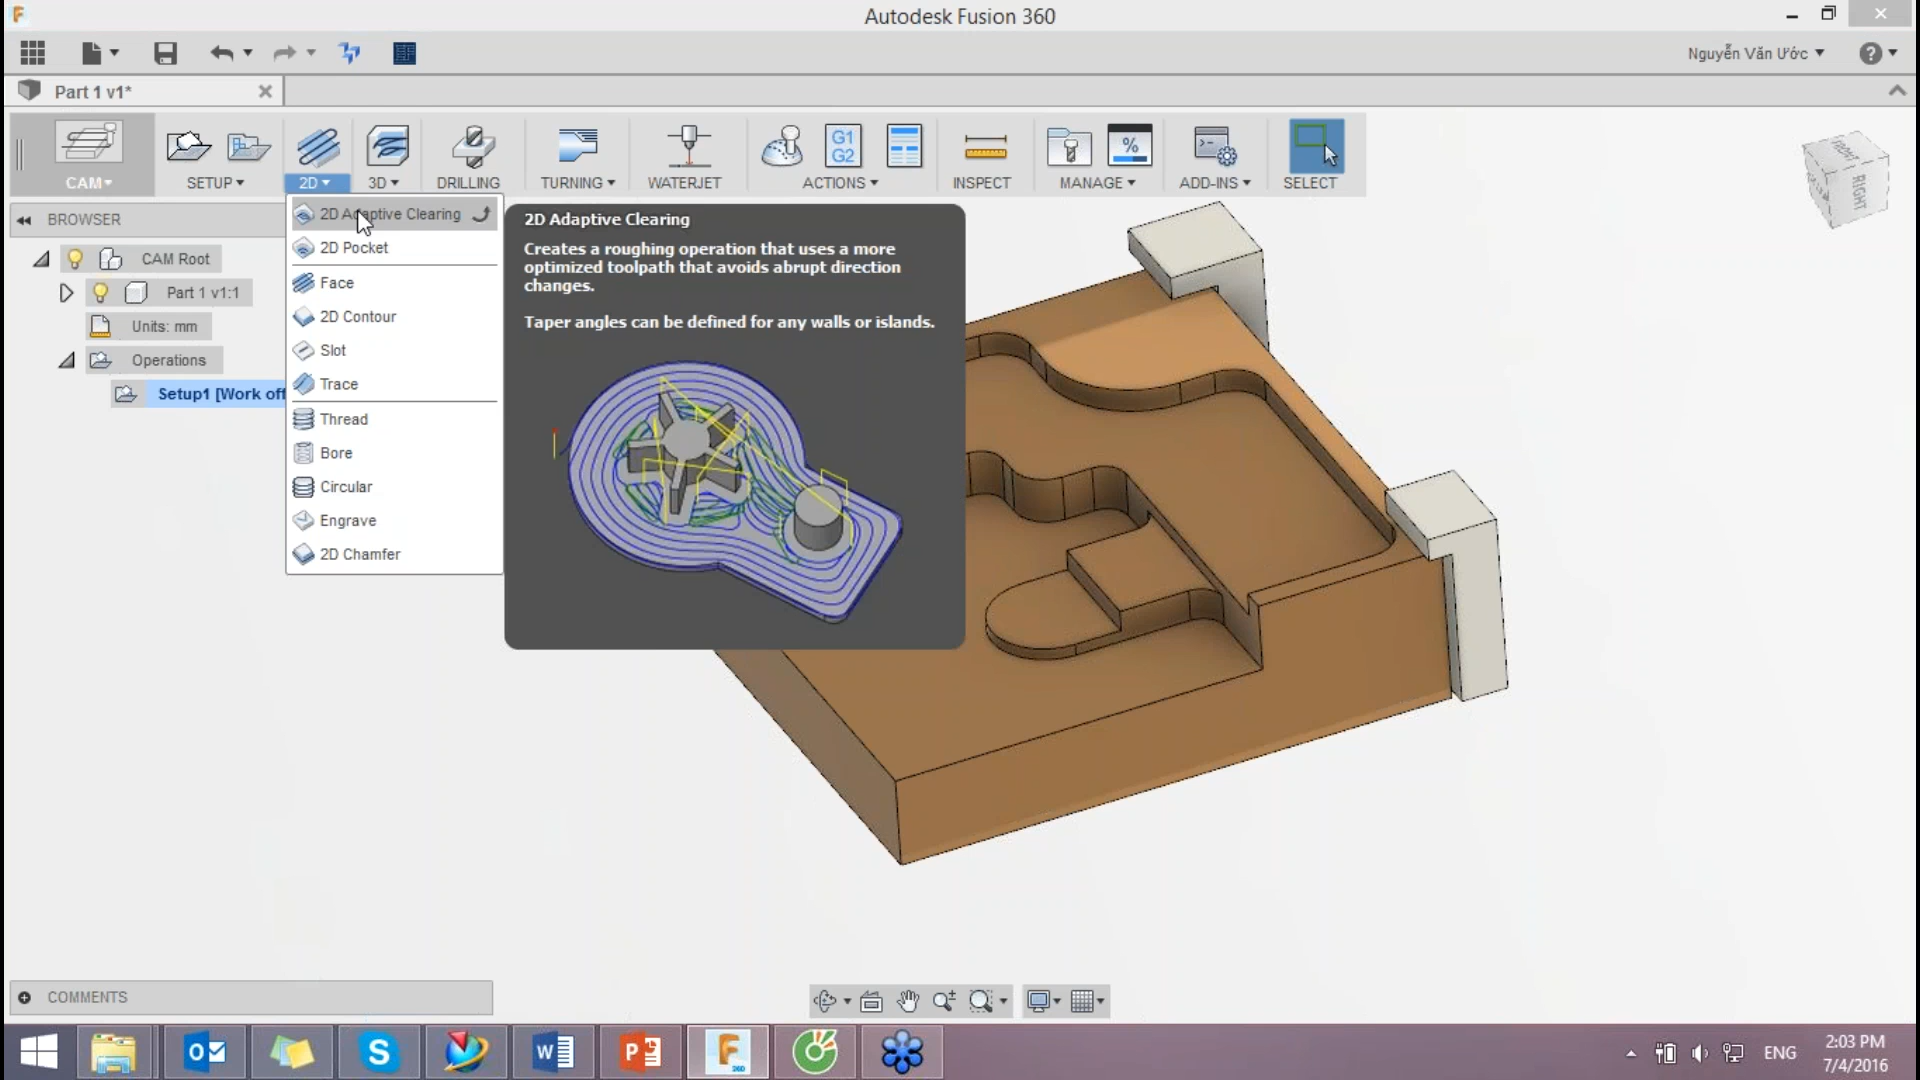 Autodesk Fusion 360
Nguyễn Văn Ước
Part 1 v1*
CAM
SETUP
2D
3D
DRILLING
TURNING
WATERJET
G1
G2
ACTIONS
INSPECT
%
MANAGE
ADD-INS
SELECT
FRONT
RIGHT
BROWSER
CAM Root
Part 1 v1:1
Units: mm
Operations
Setup1 [Work off
2D Adaptive Clearing
2D Pocket
Face
2D Contour
Slot
Trace
Thread
Bore
Circular
Engrave
2D Chamfer
2D Adaptive Clearing
Creates a roughing operation that uses a more
optimized toolpath that avoids abrupt direction
changes.
Taper angles can be defined for any walls or islands.
COMMENTS
ENG
2:03 PM
7/4/2016